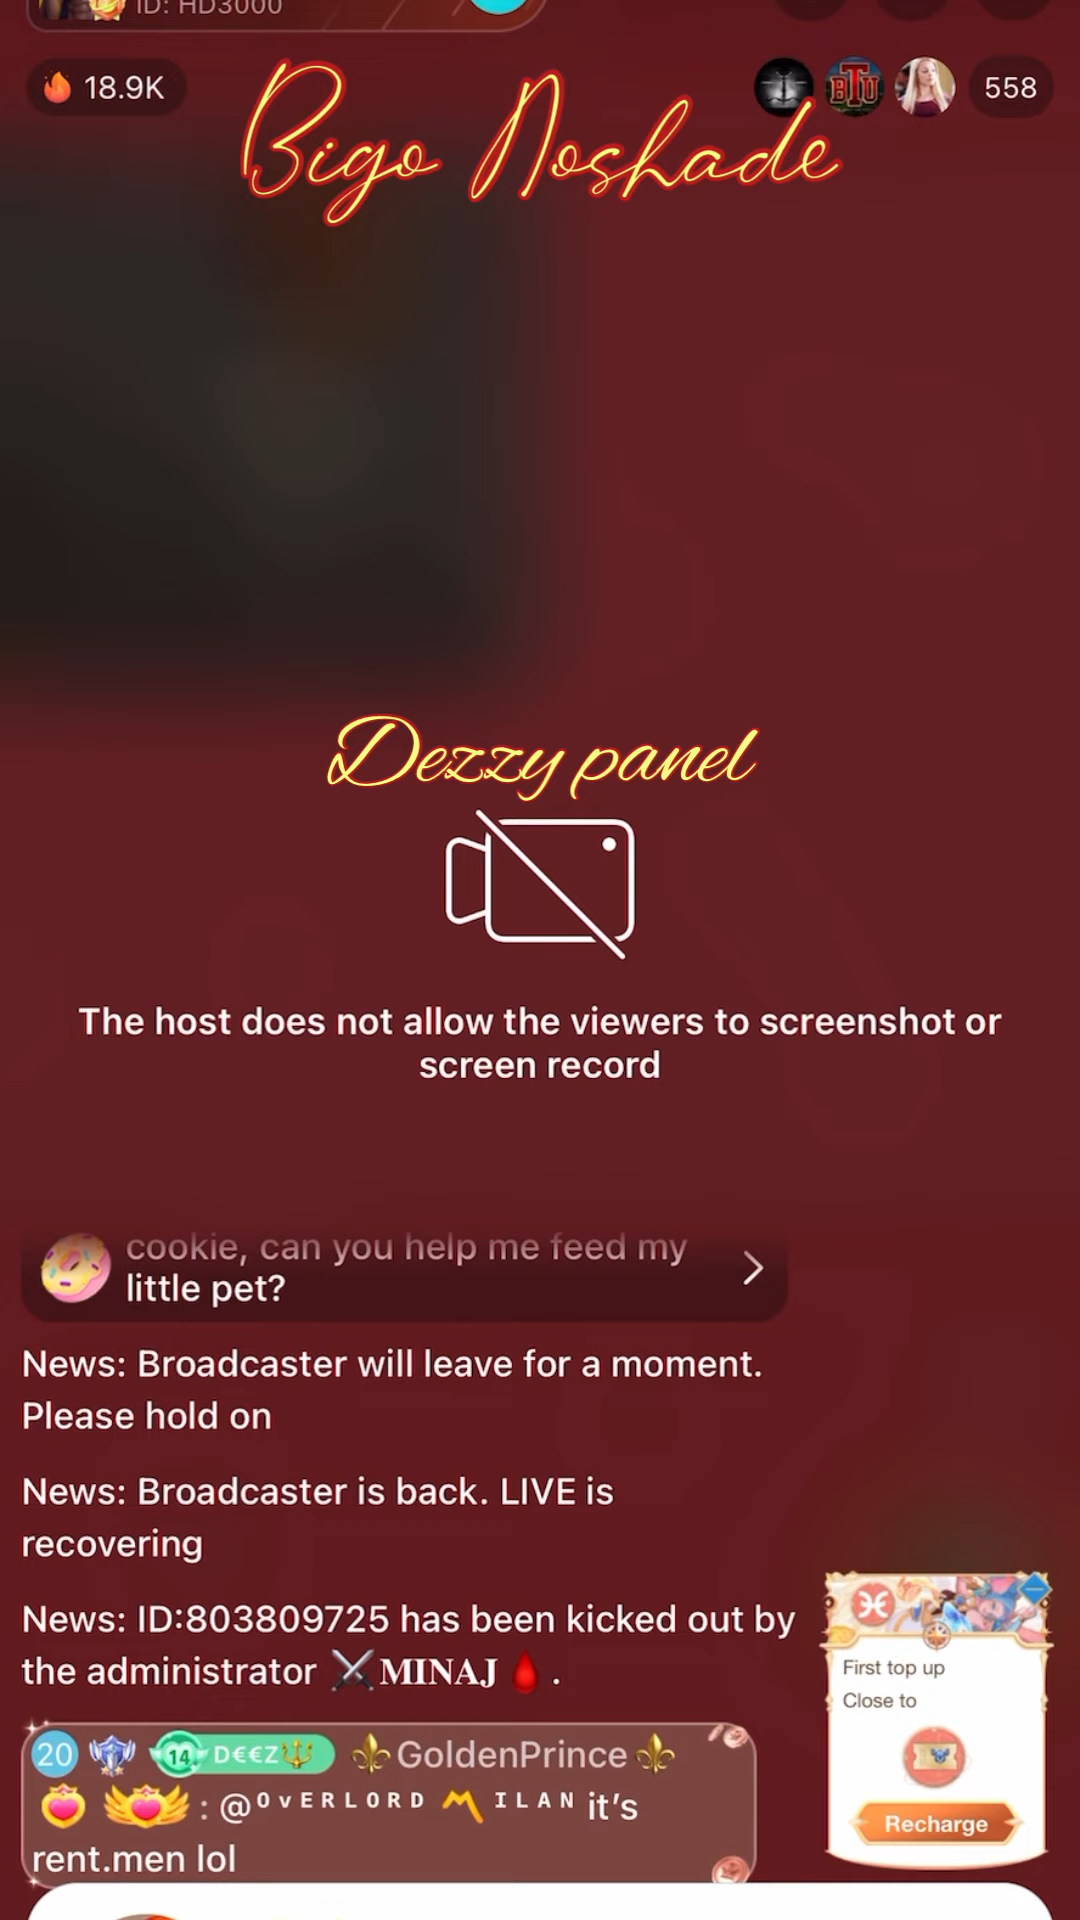 ID: HD3000
18.9K
558
Bigo Noshade
BTU
Dezzy panel
The host does not allow the viewers to screenshot or
screen record
cookie, can you help me feed my
little pet?
News: Broadcaster will leave for a moment.
Please hold on
News: Broadcaster is back. LIVE is
recovering
News: ID:803809725 has been kicked out by
the administrator ⚔️𝐌𝐈𝐍𝐀𝐉🩸.
20 14 D€€Z🔱 ⚜️GoldenPrince⚜️
: @ᴼᵛᴱᴿᴸᴼᴿᴰ 〽️ᴵᴸᴬᴺ it’s
rent.men lol
First top up
Close to
Recharge